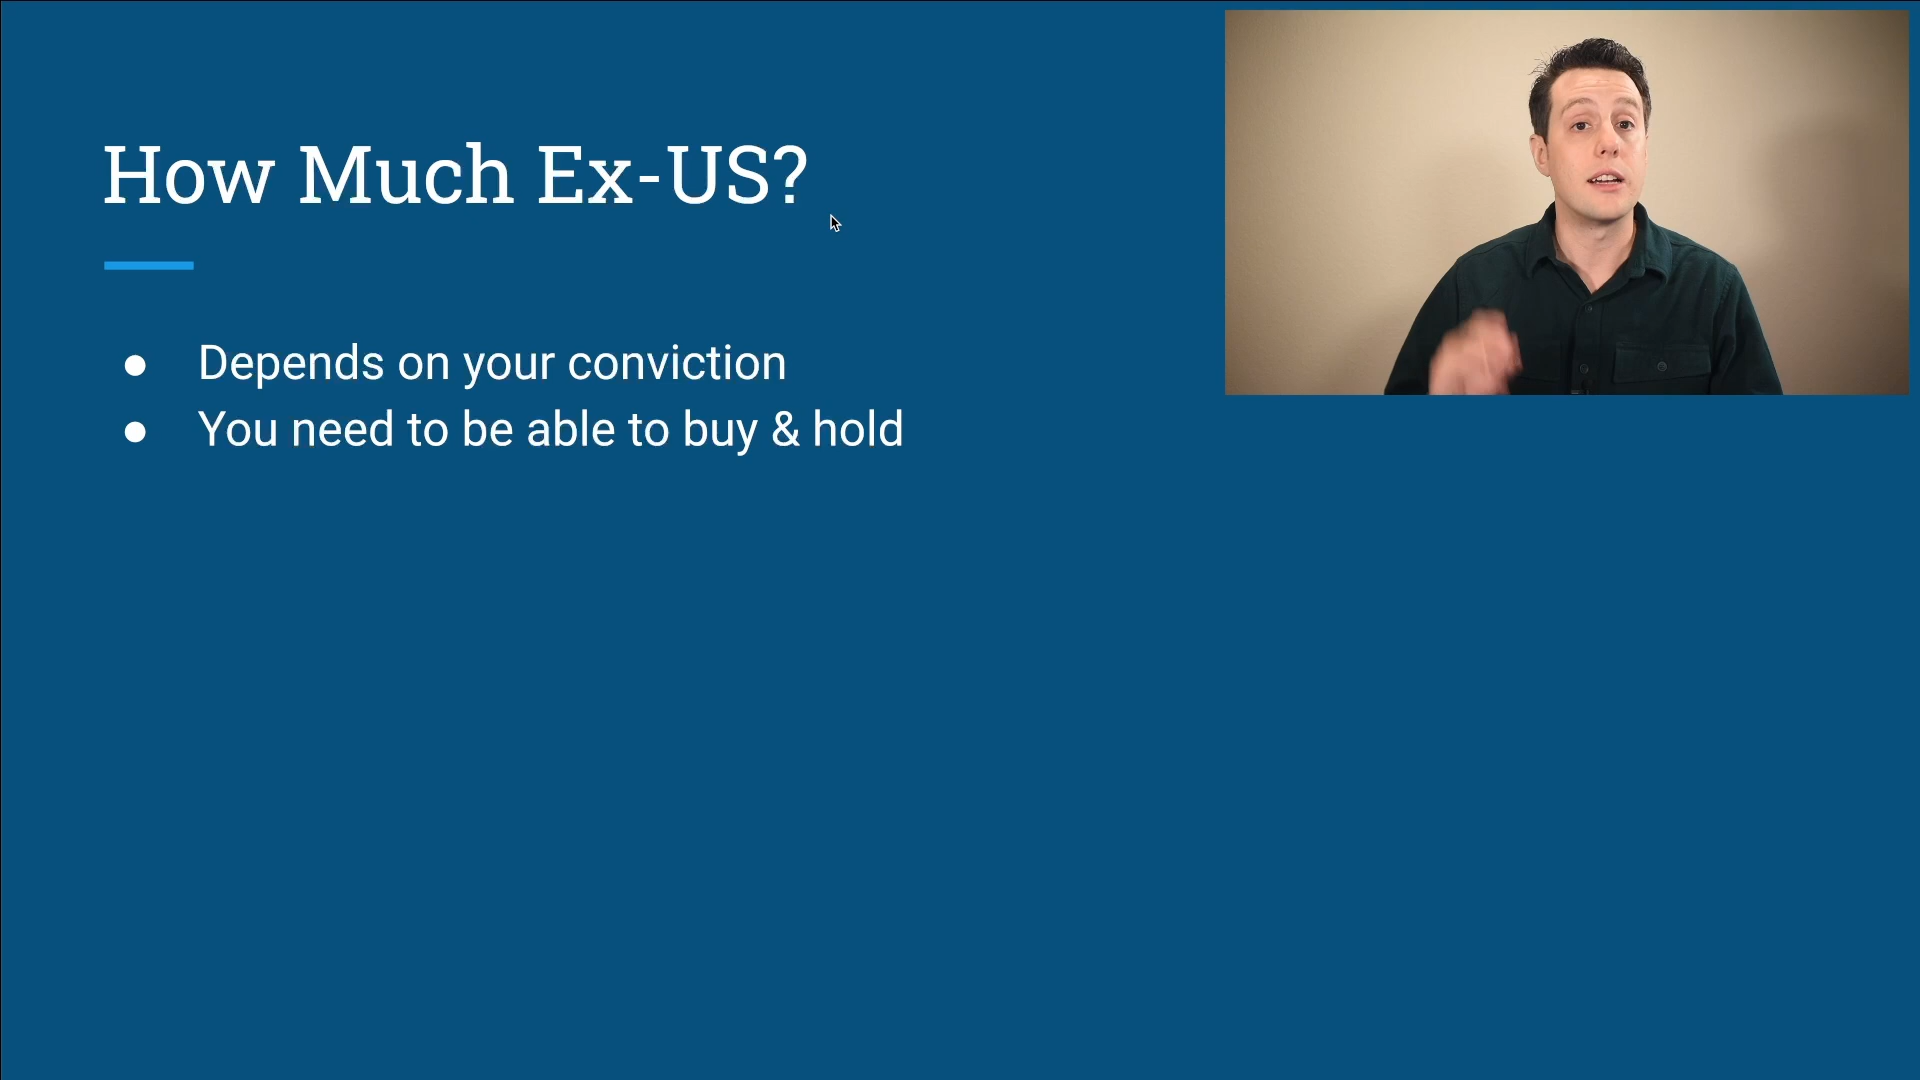 How Much Ex-US?
● Depends on your conviction
● You need to be able to buy & hold